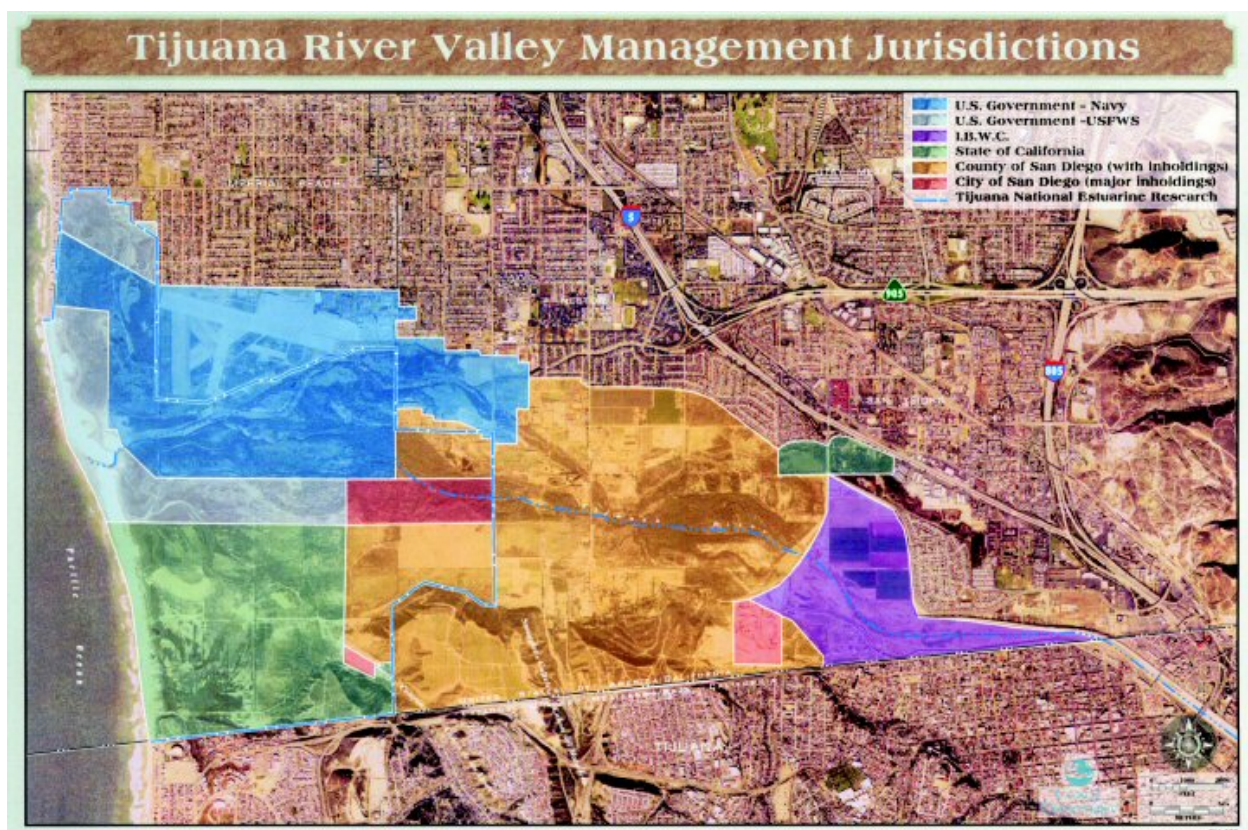 Tijuana River Valley Management Jurisdictions
U.S. Government - Navy
U.S. Government -USFWS
I.B.W.C.
State of California
County of San Diego (with inholdings)
City of San Diego (major inholdings)
Tijuana National Estuarine Research
IMPERIAL BEACH
5
905
805
Pacific
Ocean
TIJUANA